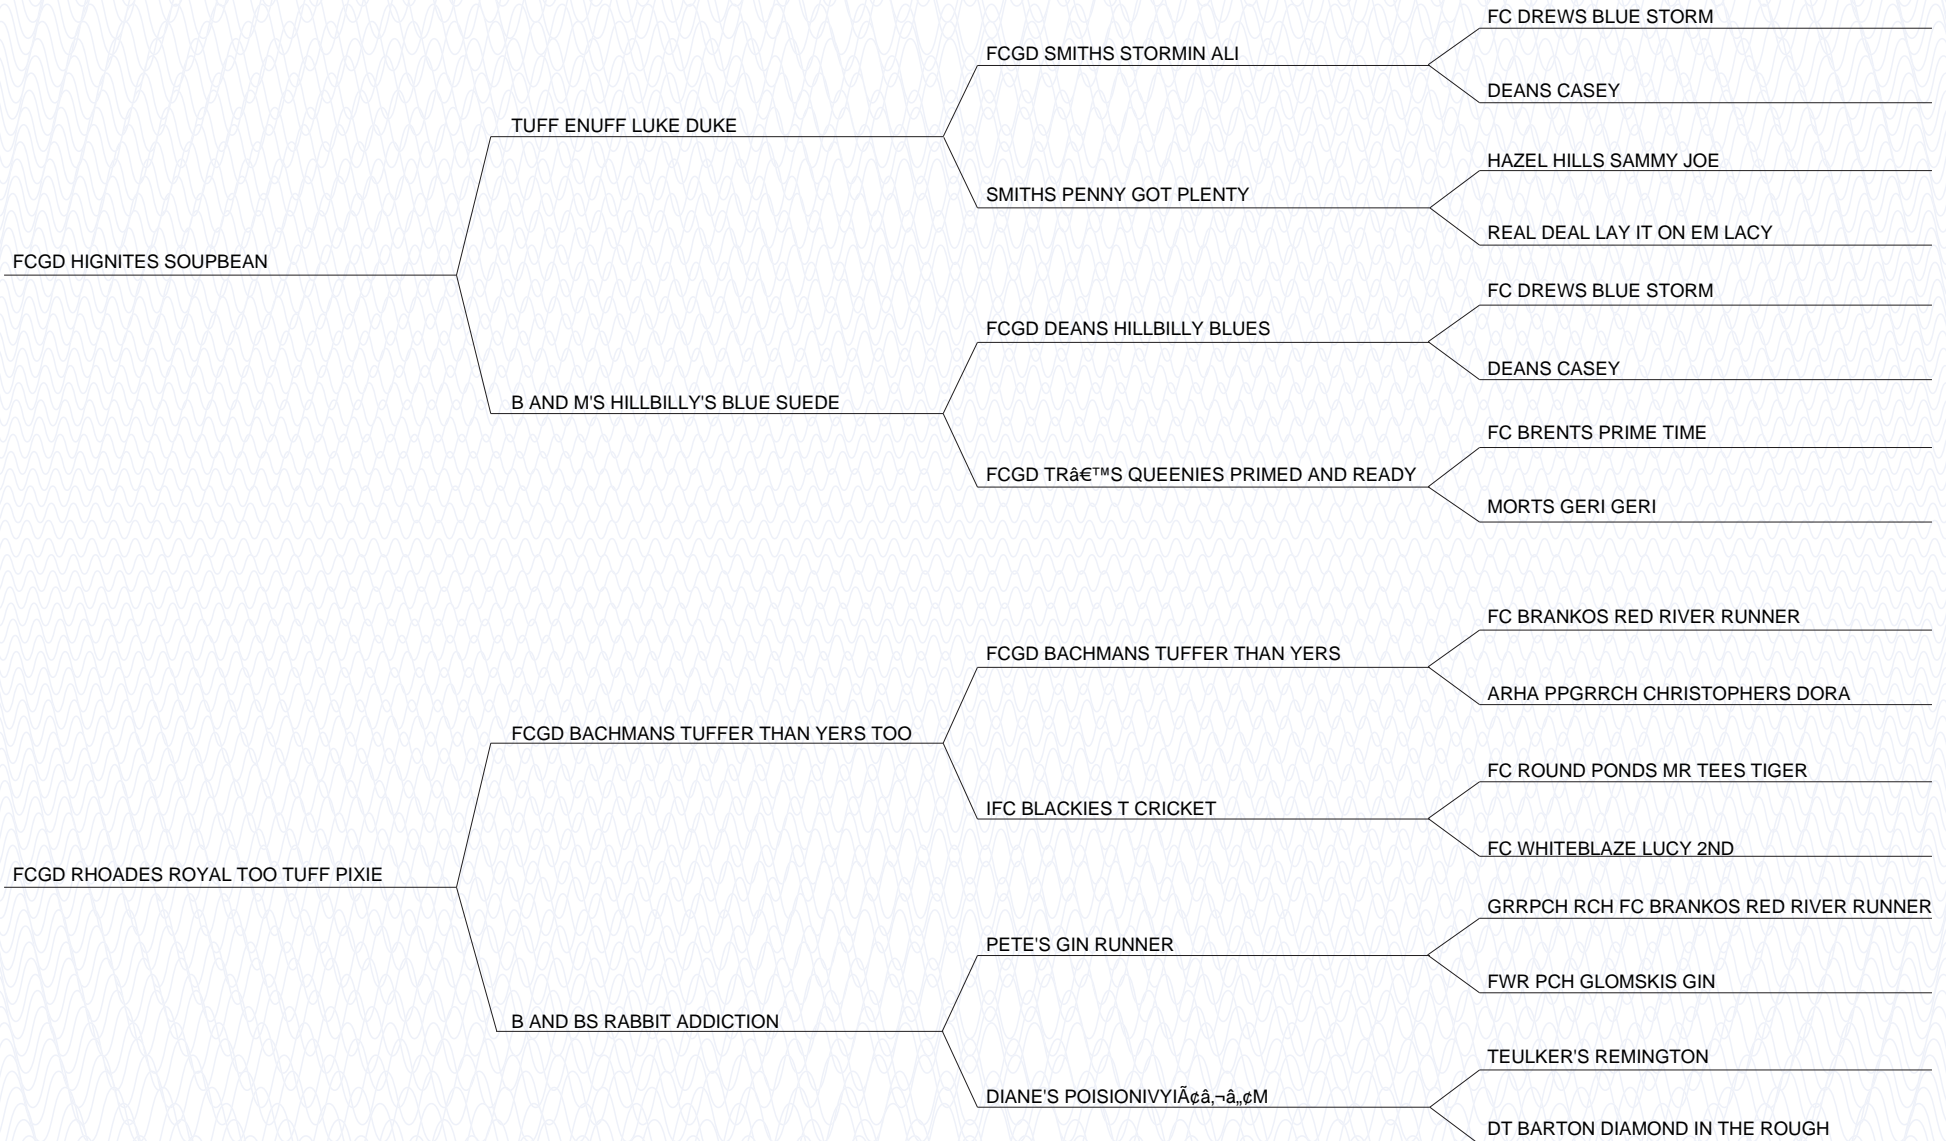 FC DREWS BLUE STORM
FCGD SMITHS STORMIN ALI
DEANS CASEY
TUFF ENUFF LUKE DUKE
HAZEL HILLS SAMMY JOE
SMITHS PENNY GOT PLENTY
REAL DEAL LAY IT ON EM LACY
FCGD HIGNITES SOUPBEAN
FC DREWS BLUE STORM
FCGD DEANS HILLBILLY BLUES
DEANS CASEY
B AND M'S HILLBILLY'S BLUE SUEDE
FC BRENTS PRIME TIME
FCGD TRâ€™S QUEENIES PRIMED AND READY
MORTS GERI GERI
FC BRANKOS RED RIVER RUNNER
FCGD BACHMANS TUFFER THAN YERS
ARHA PPGRRCH CHRISTOPHERS DORA
FCGD BACHMANS TUFFER THAN YERS TOO
FC ROUND PONDS MR TEES TIGER
IFC BLACKIES T CRICKET
FC WHITEBLAZE LUCY 2ND
FCGD RHOADES ROYAL TOO TUFF PIXIE
GRRPCH RCH FC BRANKOS RED RIVER RUNNER
PETE'S GIN RUNNER
FWR PCH GLOMSKIS GIN
B AND BS RABBIT ADDICTION
TEULKER'S REMINGTON
DIANE'S POISIONIVYIÃ¢â‚¬â„¢M
DT BARTON DIAMOND IN THE ROUGH